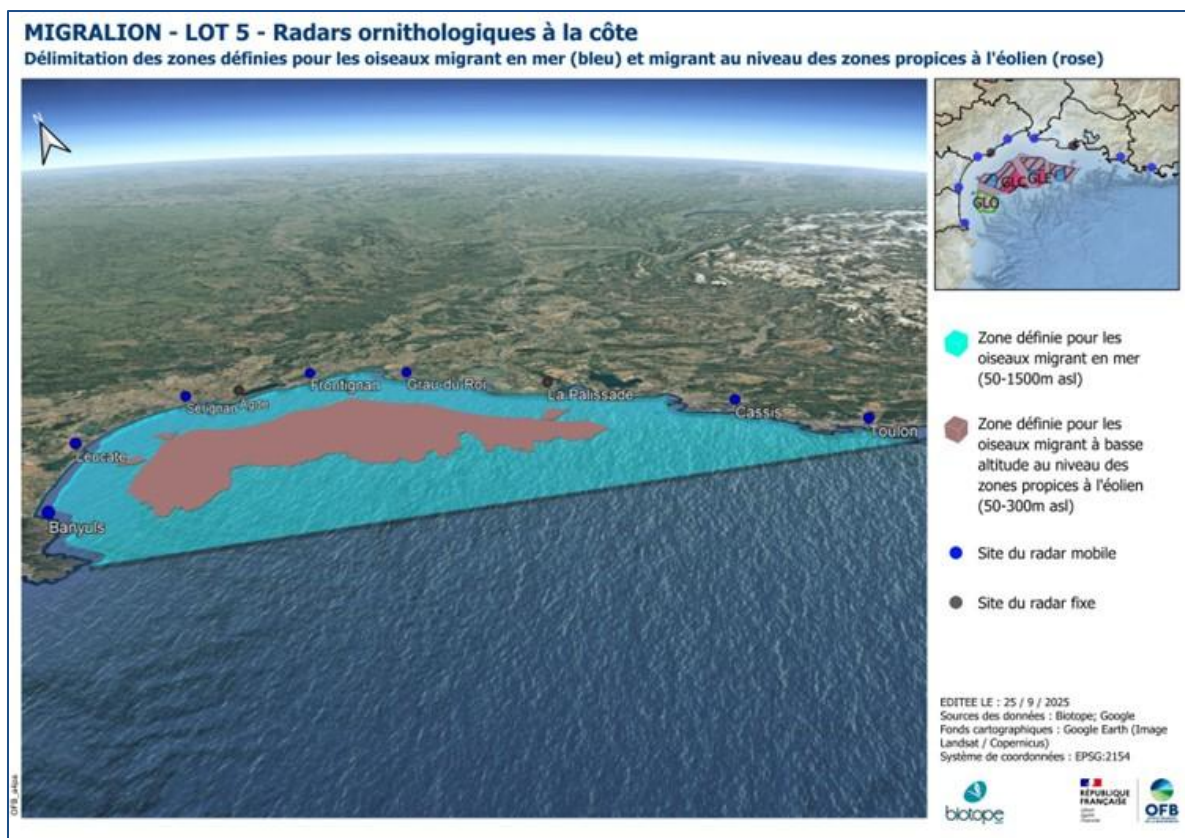 MIGRALION - LOT 5 - Radars ornithologiques à la côte
Délimitation des zones définies pour les oiseaux migrant en mer (bleu) et migrant au niveau des zones propices à l'éolien (rose)
N
GLC
GLE
GLO
Frontignan
Grau du Roi
La Palissade
Sérignan
Agde
Cassis
Toulon
Leucate
Banyuls
Zone définie pour les
oiseaux migrant en mer
(50-1500m asl)
Zone définie pour les
oiseaux migrant à basse
altitude au niveau des
zones propices à l'éolien
(50-300m asl)
Site du radar mobile
Site du radar fixe
EDITEE LE : 25 / 9 / 2025
Sources des données : Biotope; Google
Fonds cartographiques : Google Earth (Image
Landsat / Copernicus)
Système de coordonnées : EPSG:2154
biotope
RÉPUBLIQUE
FRANÇAISE
OFB